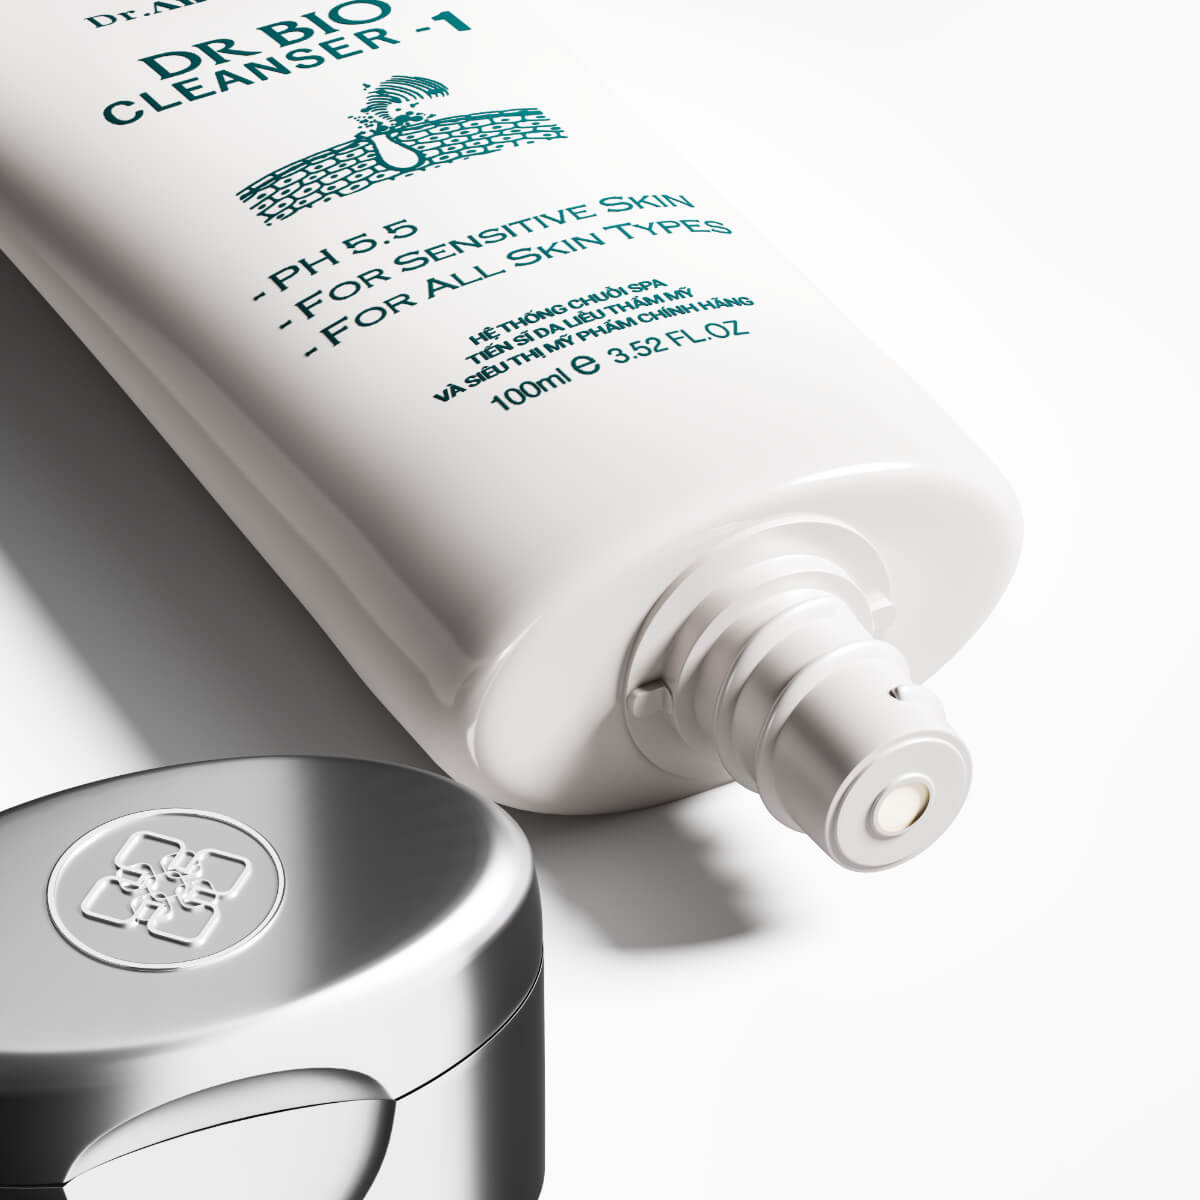 DR BIO
CLEANSER -1
- PH 5.5
- FOR SENSITIVE SKIN
- FOR ALL SKIN TYPES
HỆ THỐNG CHUỖI SPA
TIẾN SĨ DA LIỄU THẨM MỸ
VÀ SIÊU THỊ MỸ PHẨM CHÍNH HÃNG
100ml e 3.52 FL.OZ